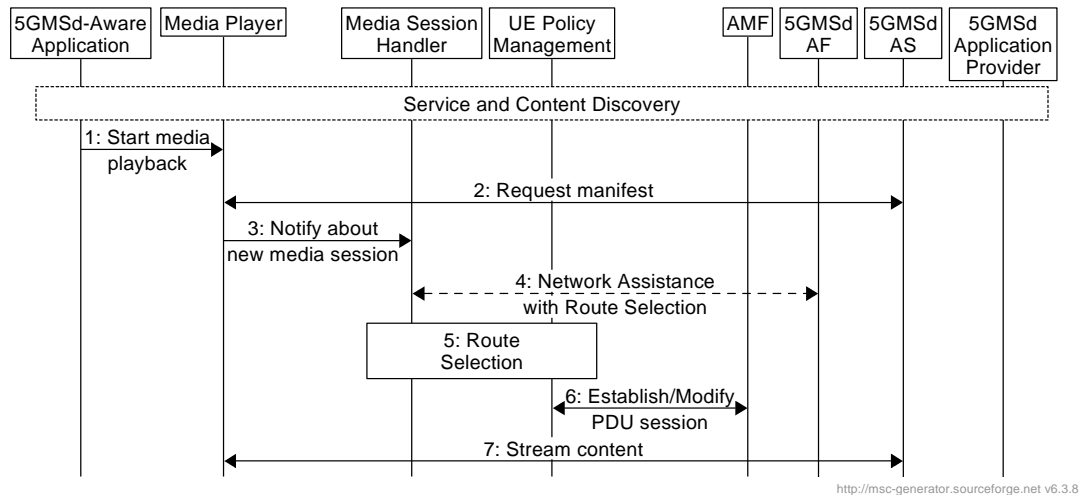 5GMSd-Aware
Application
Media Player
Media Session
Handler
UE Policy
Management
AMF
5GMSd
AF
5GMSd
AS
5GMSd
Application
Provider
Service and Content Discovery
1: Start media
playback
2: Request manifest
3: Notify about
new media session
4: Network Assistance
with Route Selection
5: Route
Selection
6: Establish/Modify
PDU session
7: Stream content
http://msc-generator.sourceforge.net v6.3.8